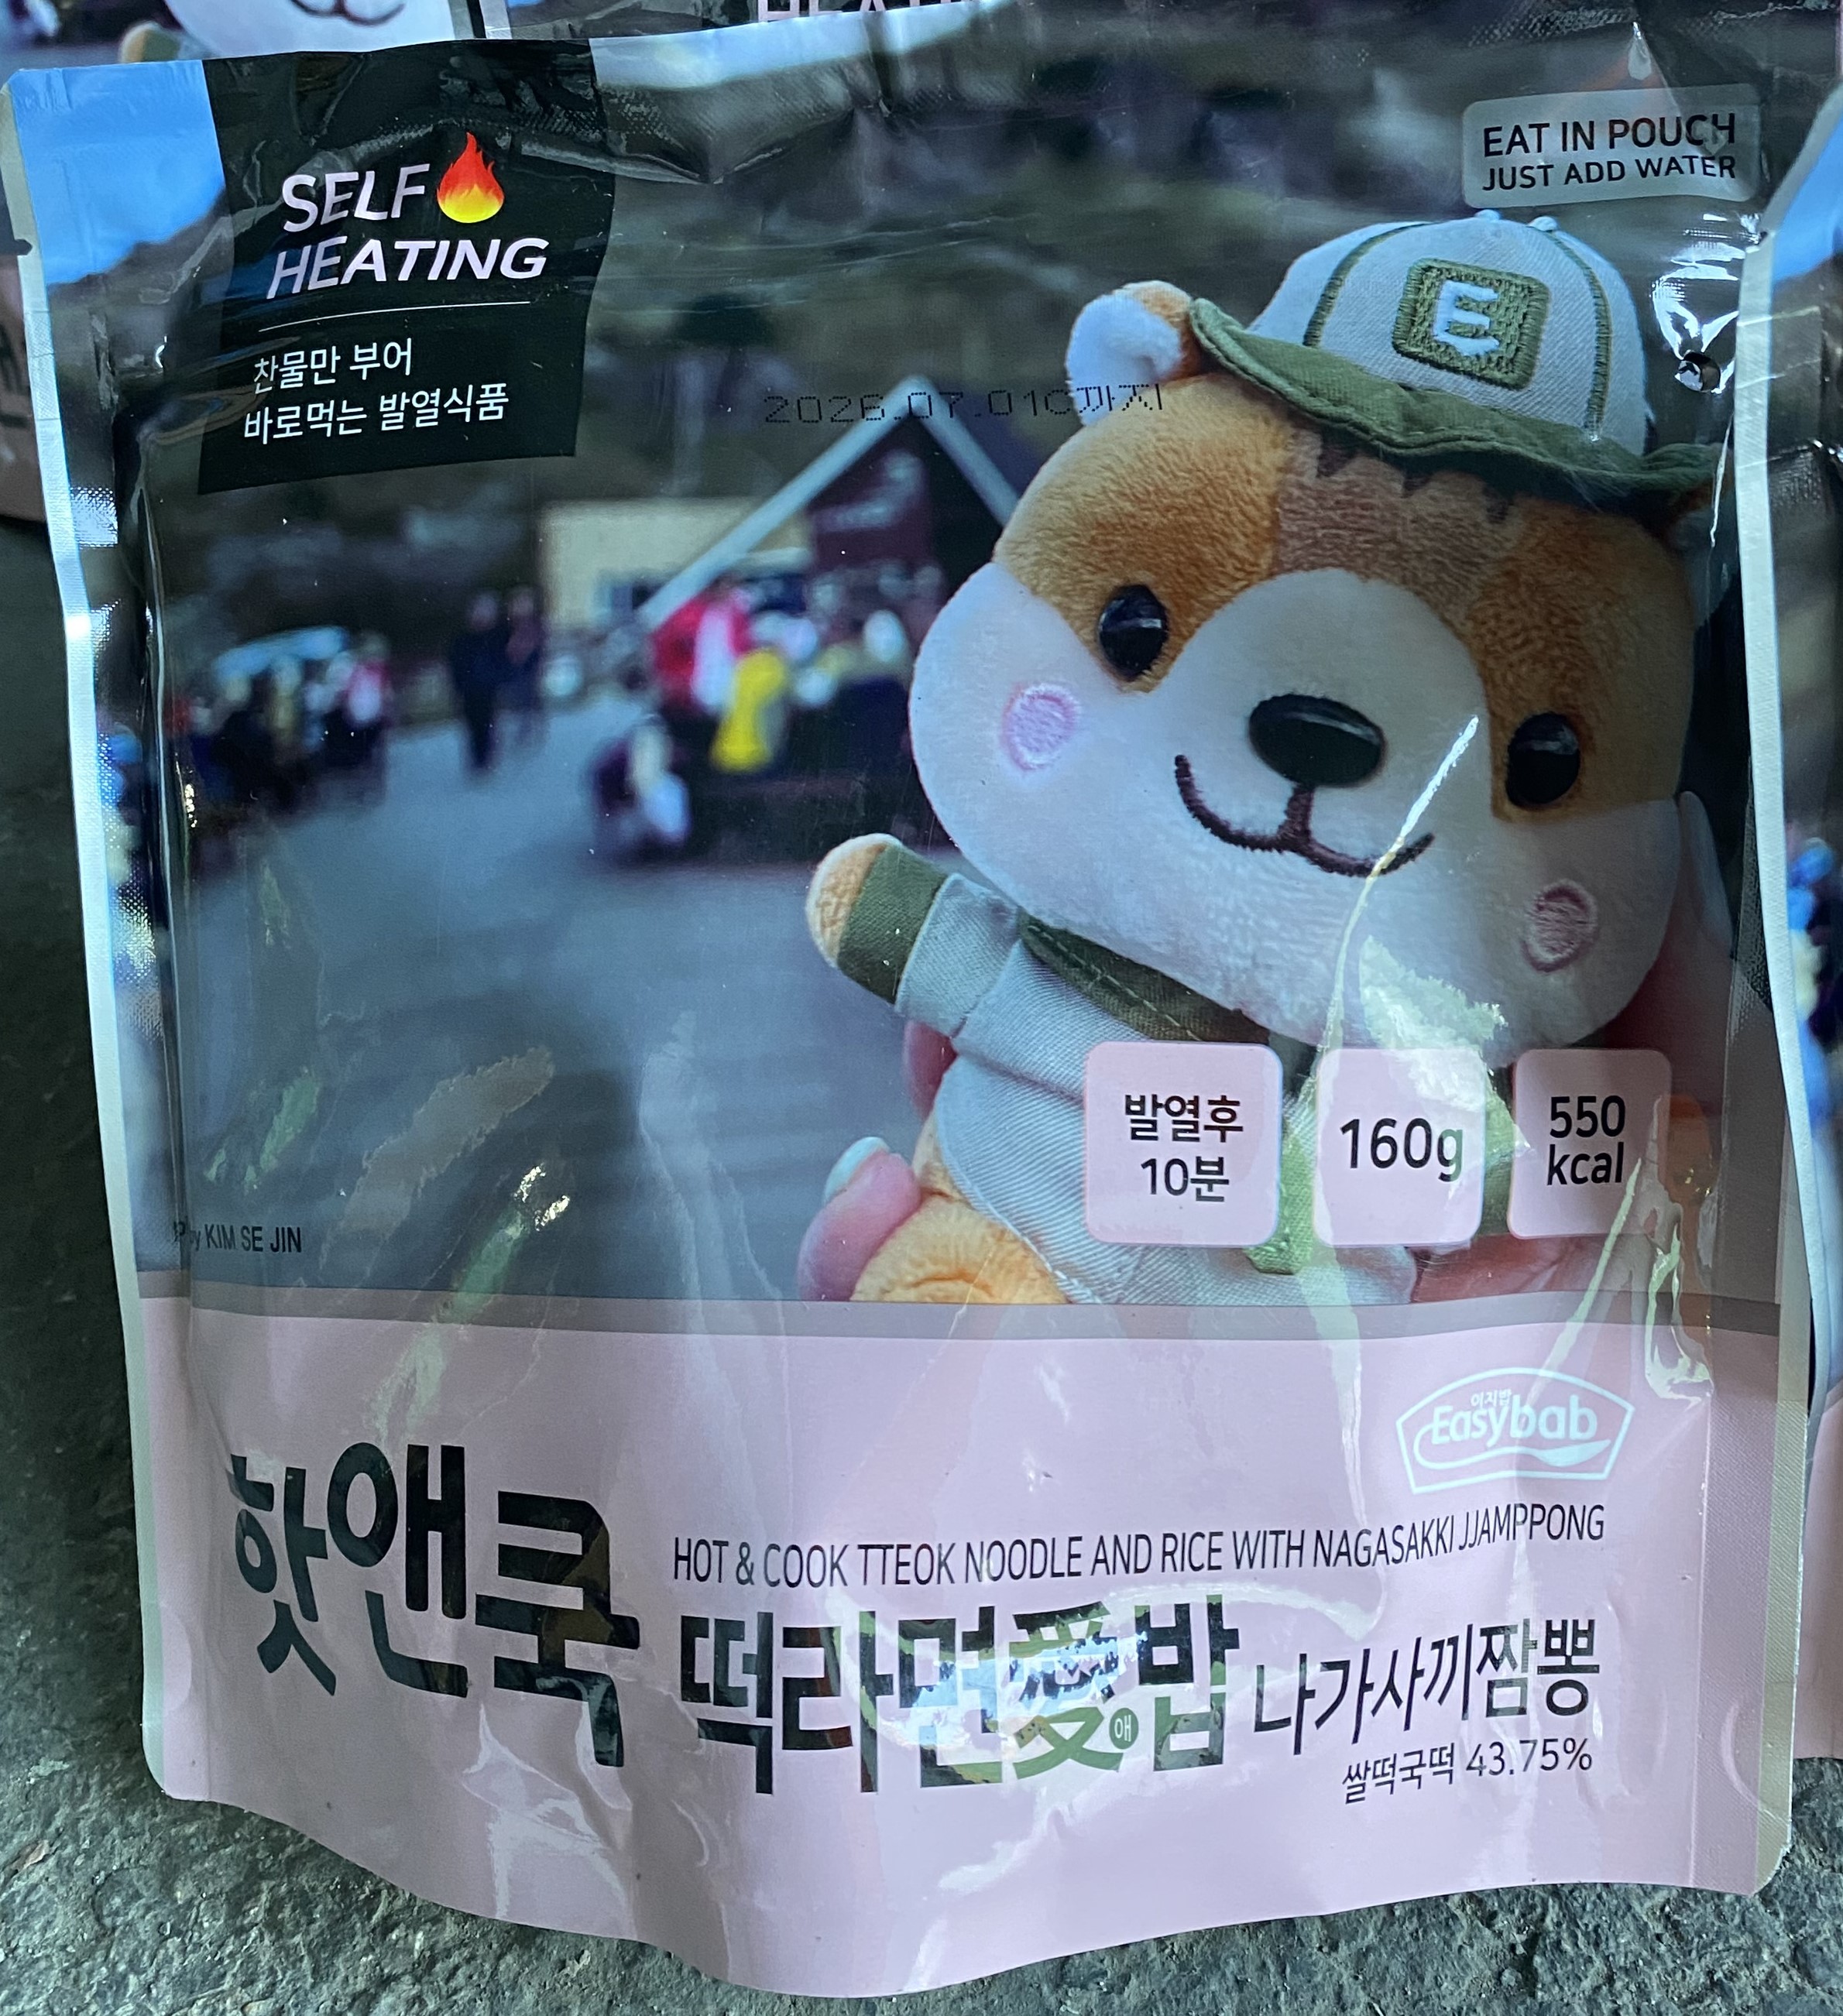 SELF
HEATING
찬물만 부어
바로먹는 발열식품
EAT IN POUCH
JUST ADD WATER
E
2026.07.01C까지
발열후
10분
160g
550
kcal
by KIM SE JIN
이지밥
Easybab
핫앤쿡
HOT & COOK TTEOK NOODLE AND RICE WITH NAGASAKKI JJAMPPONG
떡라면愛애밥 나가사끼짬뽕
쌀떡국떡 43.75%